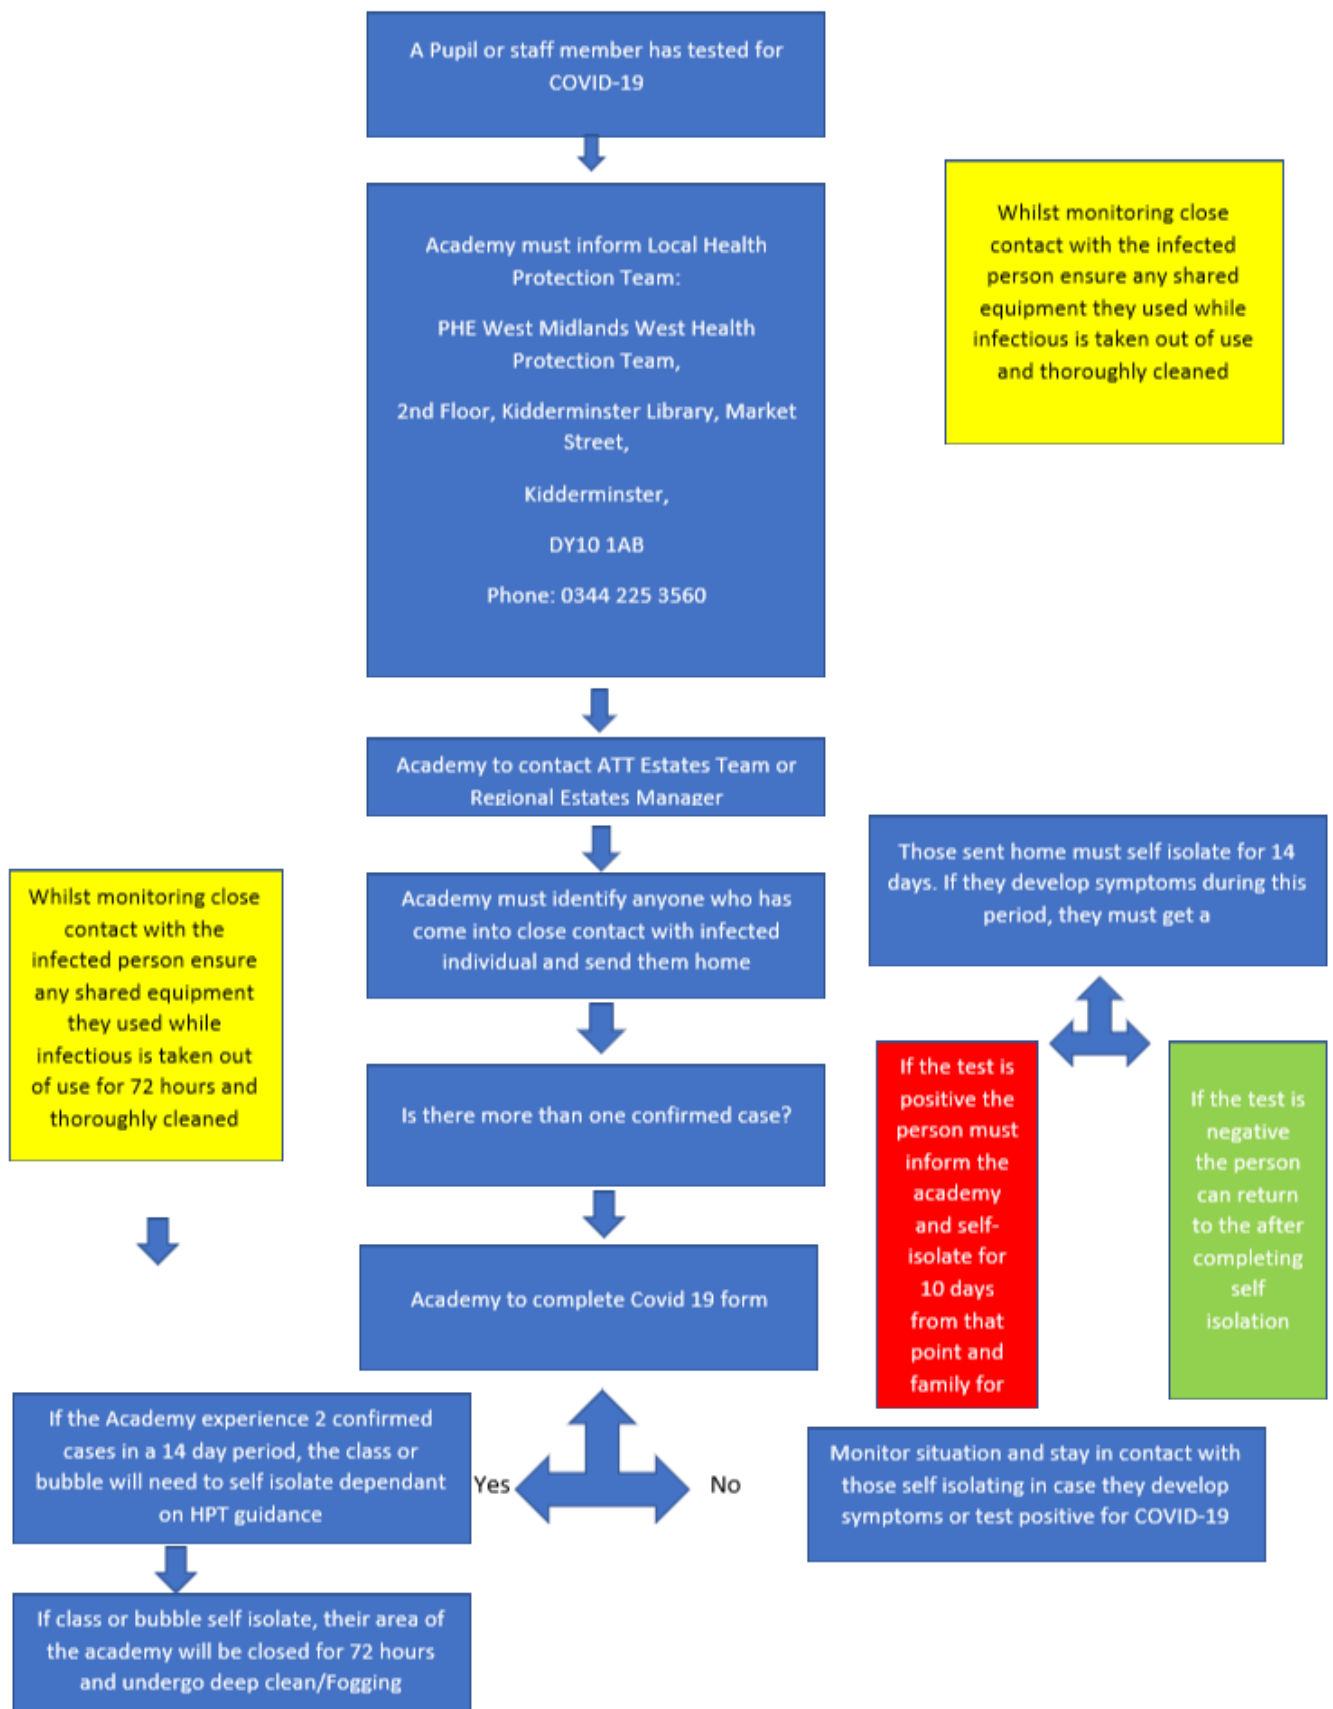 A Pupil or staff member has tested for
COVID-19
Academy must inform Local Health
Protection Team:
PHE West Midlands West Health
Protection Team,
2nd Floor, Kidderminster Library, Market
Street,
Kidderminster,
DY10 1AB
Phone: 0344 225 3560
Whilst monitoring close
contact with the infected
person ensure any shared
equipment they used while
infectious is taken out of use
and thoroughly cleaned
Academy to contact ATT Estates Team or
Regional Estates Manager
Academy must identify anyone who has
come into close contact with infected
individual and send them home
Those sent home must self isolate for 14
days. If they develop symptoms during this
period, they must get a
Whilst monitoring close
contact with the
infected person ensure
any shared equipment
they used while
infectious is taken out
of use for 72 hours and
thoroughly cleaned
Is there more than one confirmed case?
If the test is
positive the
person must
inform the
academy
and self-
isolate for
10 days
from that
point and
family for
If the test is
negative
the person
can return
to the after
completing
self
isolation
Academy to complete Covid 19 form
If the Academy experience 2 confirmed
cases in a 14 day period, the class or
bubble will need to self isolate dependant
on HPT guidance
Yes
No
Monitor situation and stay in contact with
those self isolating in case they develop
symptoms or test positive for COVID-19
If class or bubble self isolate, their area of
the academy will be closed for 72 hours
and undergo deep clean/Fogging